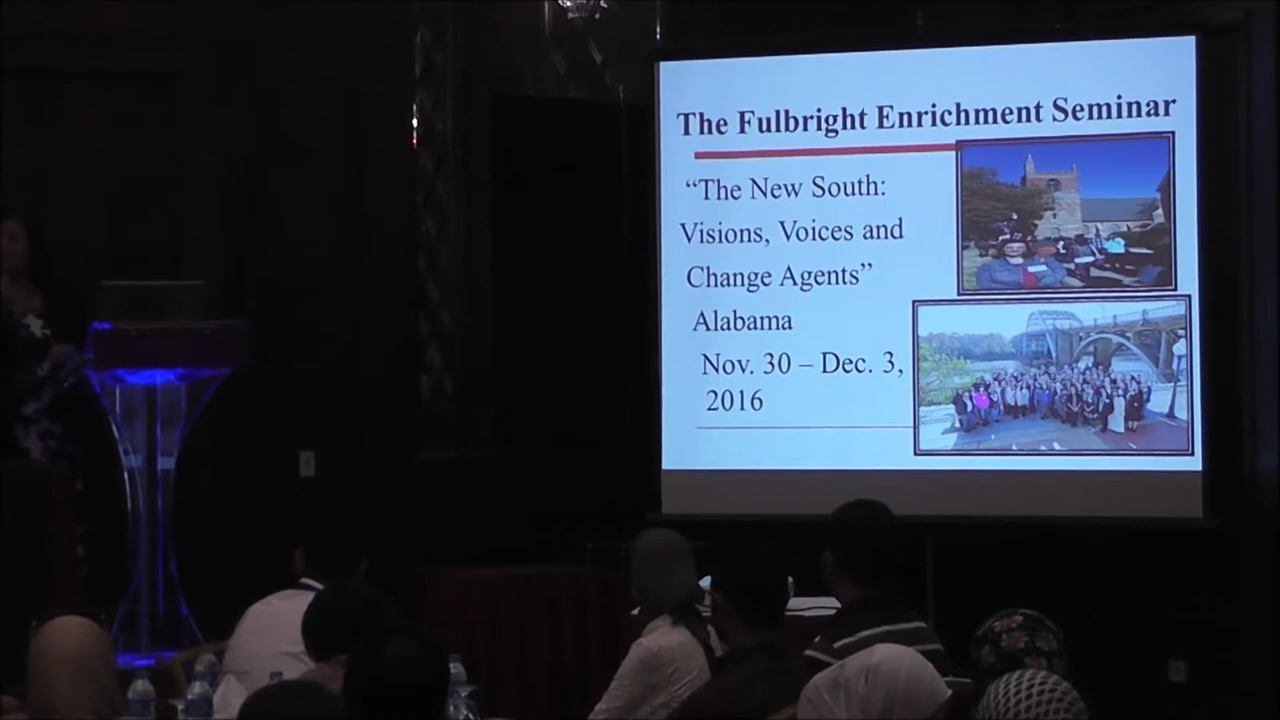 The Fulbright Enrichment Seminar
“The New South:
Visions, Voices and
Change Agents”
Alabama
Nov. 30 – Dec. 3,
2016